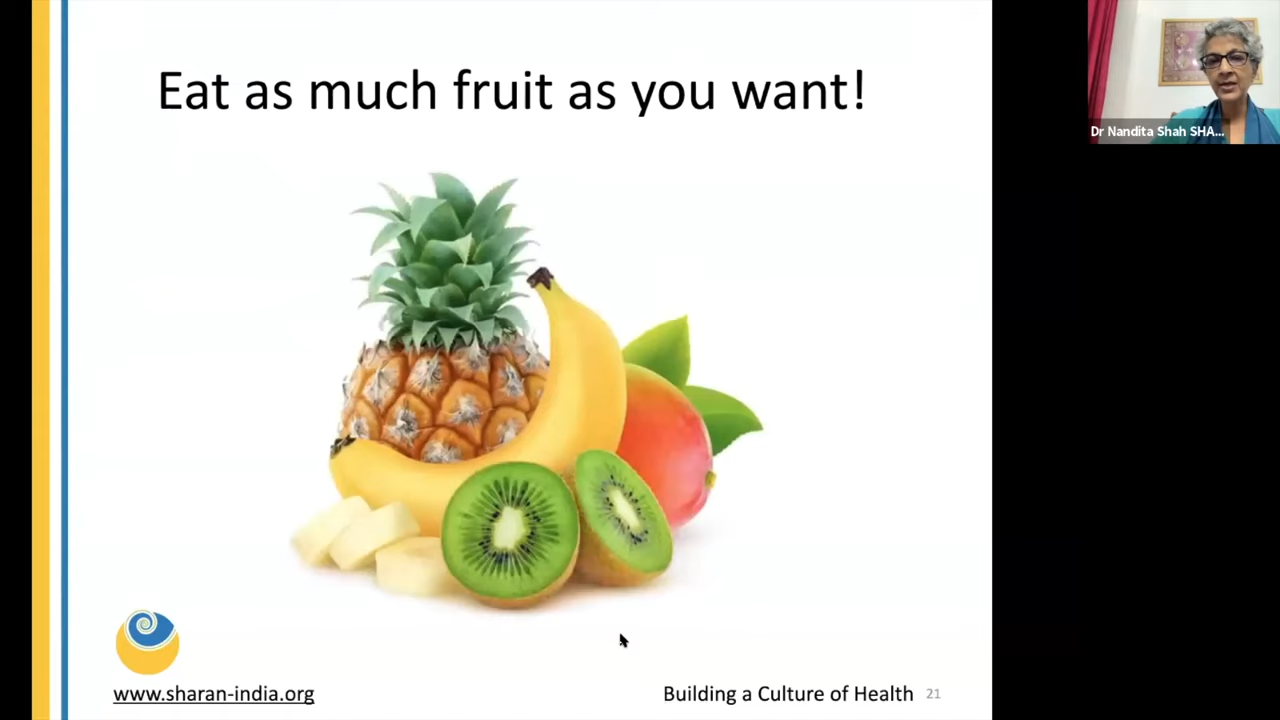 Eat as much fruit as you want!
Dr Nandita Shah SHA...
www.sharan-india.org
Building a Culture of Health 21